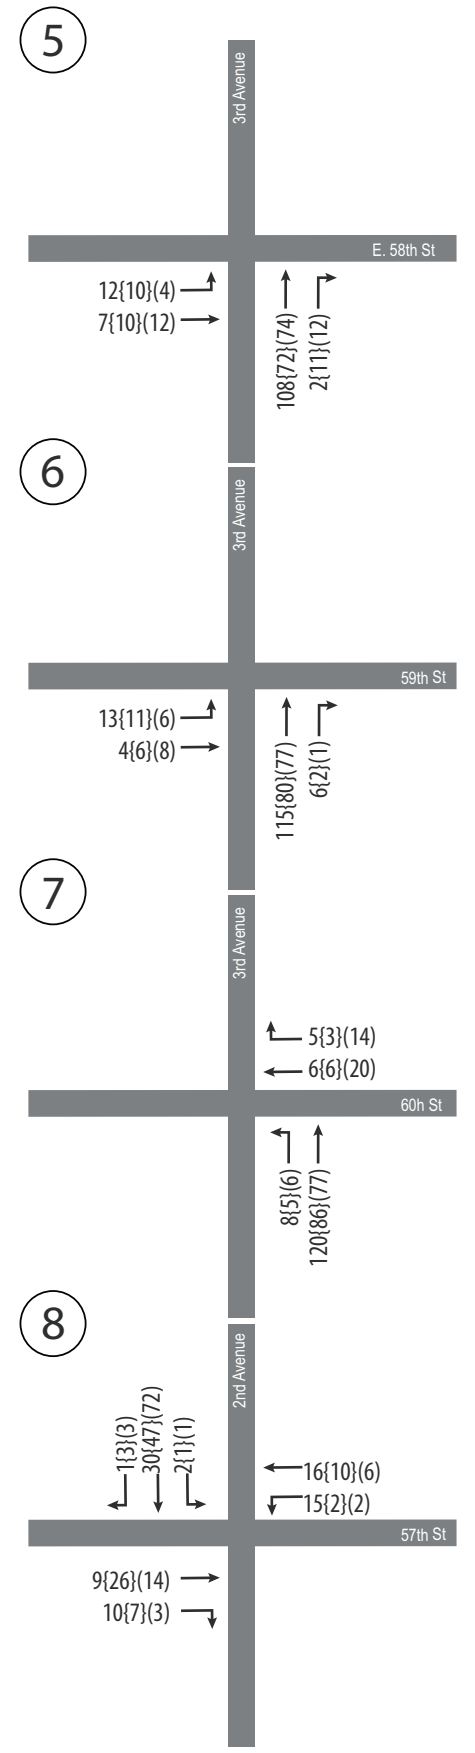 5
3rd Avenue
E. 58th St
12{10}(4)
7{10}(12)
108{72}(74)
2{11}(12)
6
3rd Avenue
59th St
13{11}(6)
4{6}(8)
115{80}(77)
6{2}(1)
7
3rd Avenue
5{3}(14)
6{6}(20)
60h St
8{5}(6)
120{86}(77)
8
2nd Avenue
1{3}(3)
30{47}(72)
2{1}(1)
16{10}(6)
15{2}(2)
57th St
9{26}(14)
10{7}(3)